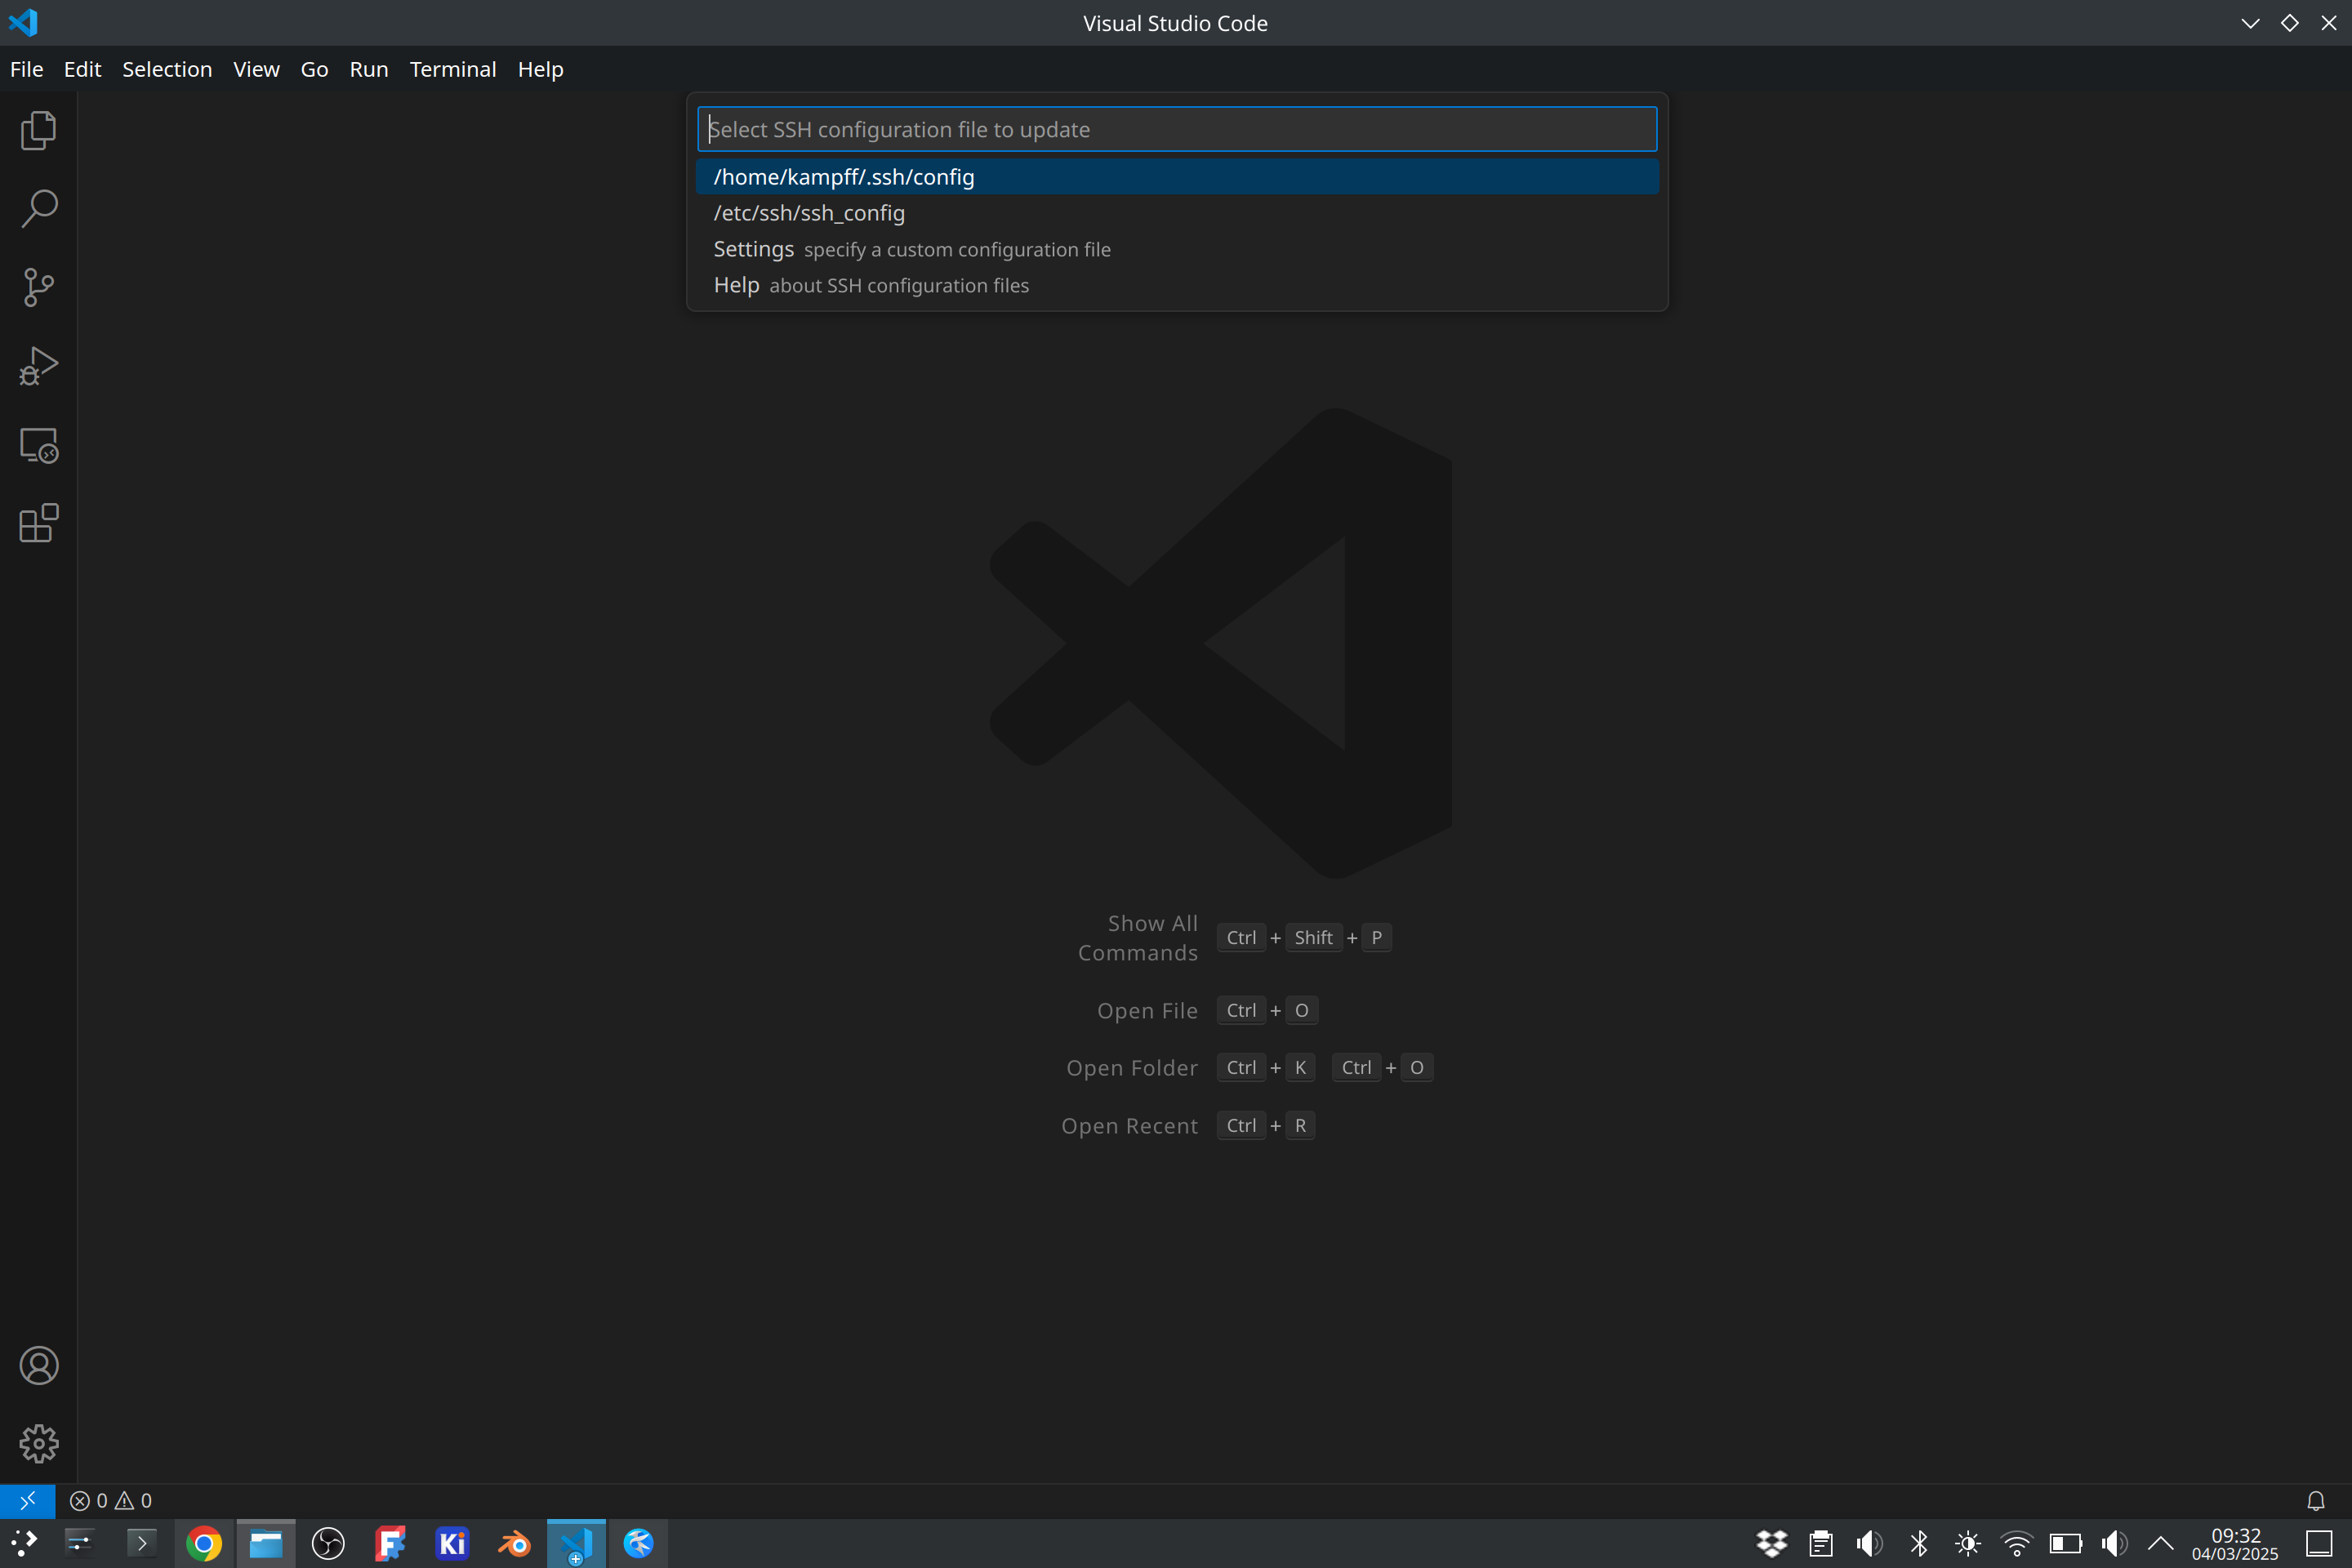 Visual Studio Code
File Edit Selection View Go Run Terminal Help
Select SSH configuration file to update
/home/kampff/.ssh/config
/etc/ssh/ssh_config
Settings specify a custom configuration file
Help about SSH configuration files
Show All Commands Ctrl + Shift + P
Open File Ctrl + O
Open Folder Ctrl + K Ctrl + O
Open Recent Ctrl + R
0 0
Ki
09:32
04/03/2025